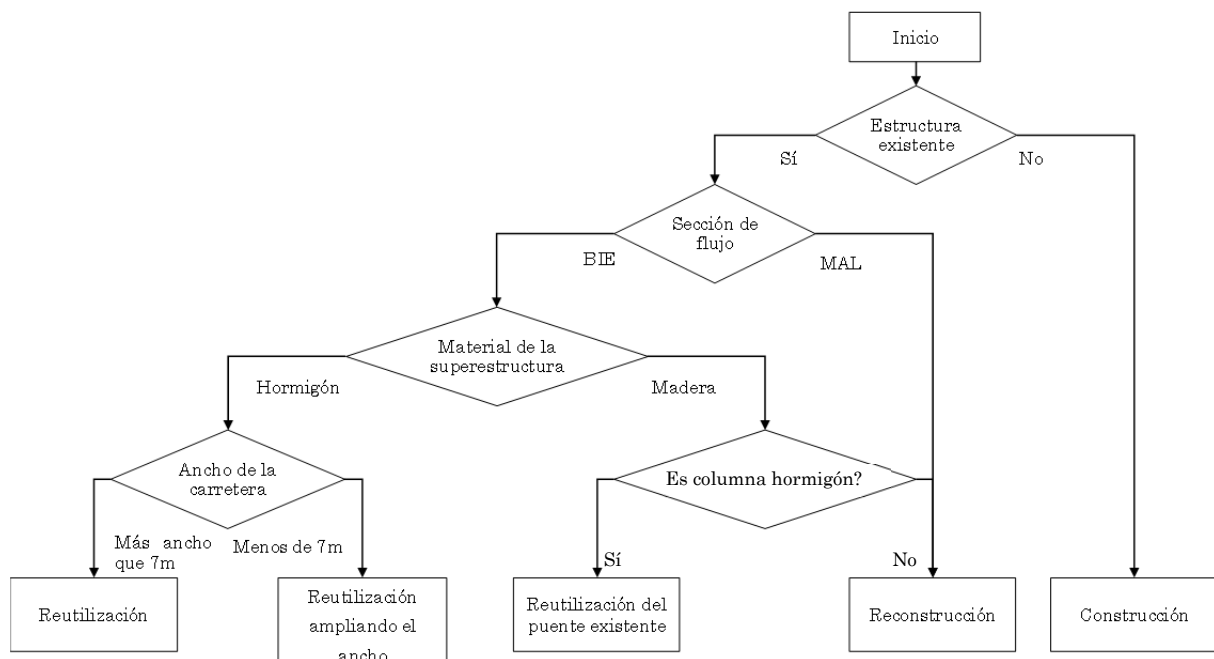 Inicio
Estructura
existente
Sí
No
Sección de
flujo
BIE
MAL
Material de la
superestructura
Hormigón
Madera
Ancho de la
carretera
Es columna hormigón?
Más ancho
que 7m
Menos de 7m
Sí
No
Reutilización
Reutilización
ampliando el
ancho
Reutilización del
puente existente
Reconstrucción
Construcción